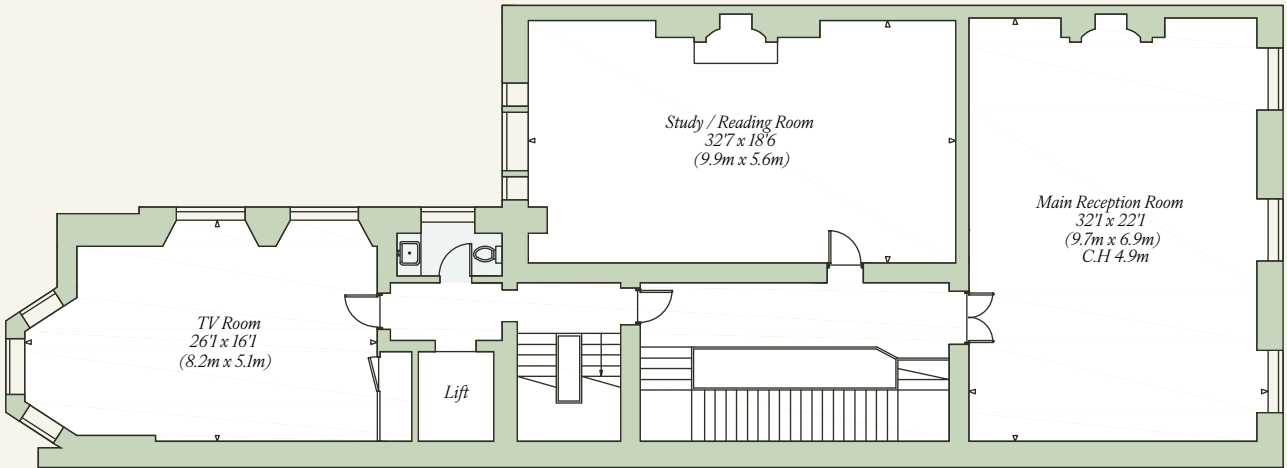 Study / Reading Room
32'7 x 18'6
(9.9m x 5.6m)
Main Reception Room
32'1 x 22'1
(9.7m x 6.9m)
C.H 4.9m
TV Room
26'1 x 16'1
(8.2m x 5.1m)
Lift